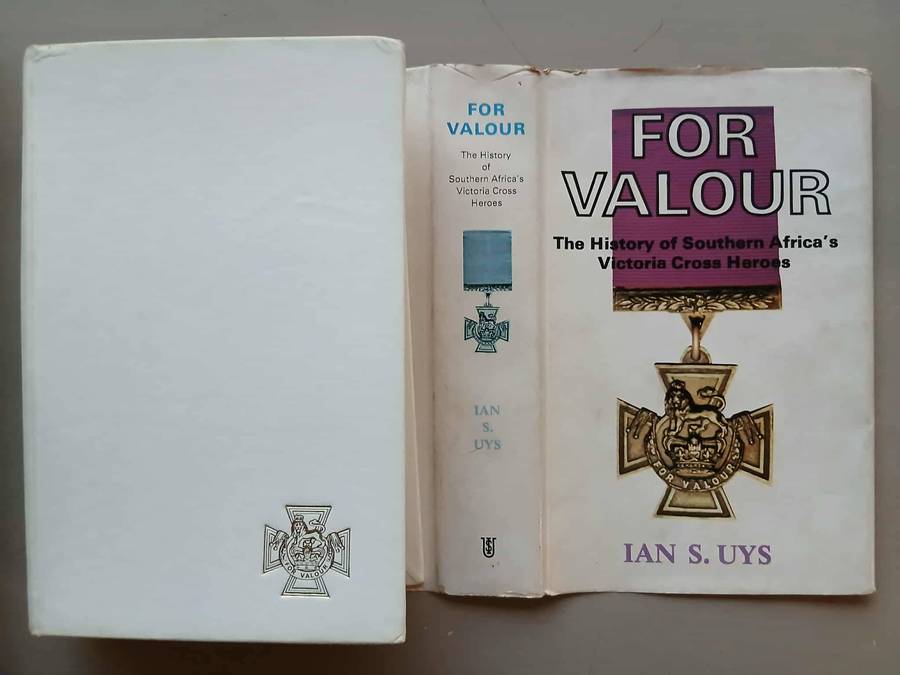 FOR VALOUR
FOR
VALOUR
The History
of
Southern Africa's
Victoria Cross
Heroes
IAN
S.
UYS
FOR
VALOUR
The History of Southern Africa's
Victoria Cross Heroes
FOR VALOUR
IAN S. UYS